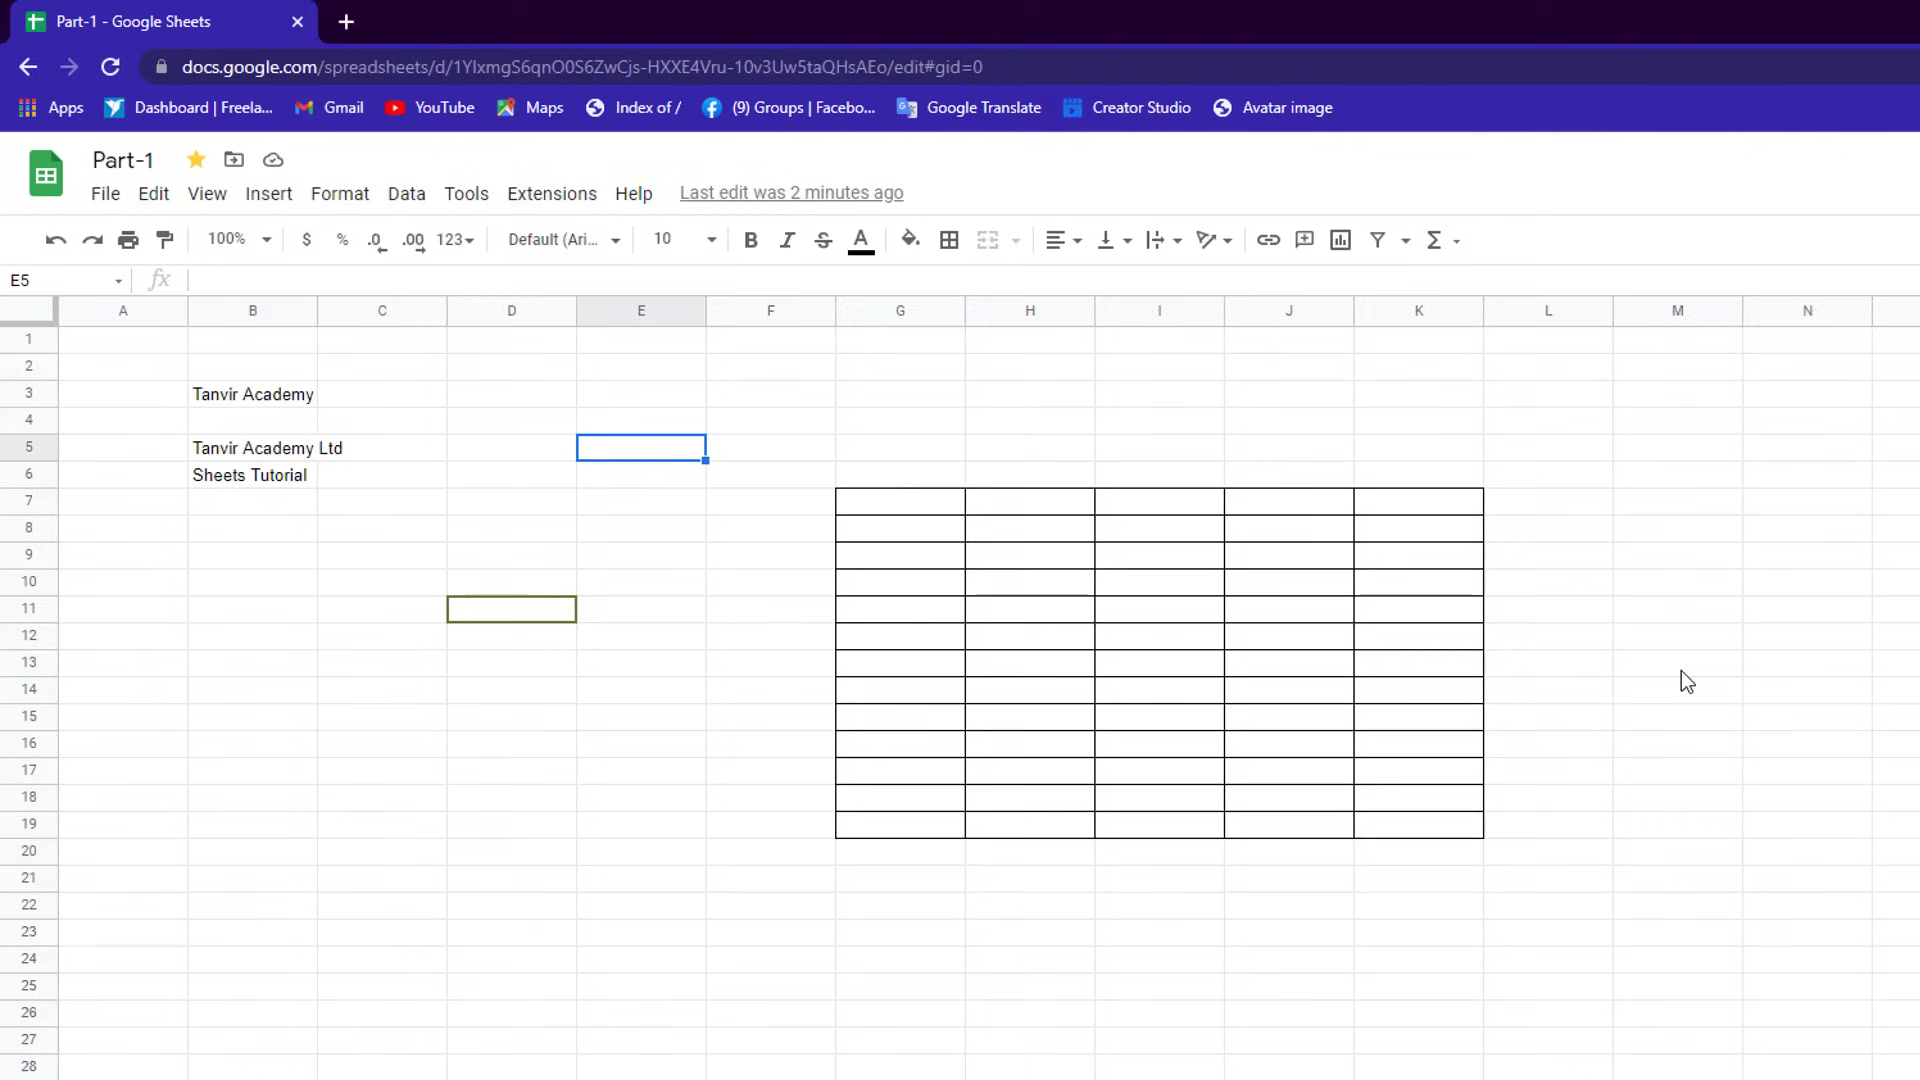 Part-1 - Google Sheets
docs.google.com/spreadsheets/d/1YIxmgS6qnO0S6ZwCjs-HXXE4Vru-10v3Uw5taQHsAEo/edit#gid=0
Apps Dashboard | Freela... Gmail YouTube Maps Index of / (9) Groups | Facebo... Google Translate Creator Studio Avatar image
Part-1
File Edit View Insert Format Data Tools Extensions Help Last edit was 2 minutes ago
100% $ % .0 .00 123 Default (Ari... 10 B I S A Σ
E5 fx
A B C D E F G H I J K L M N
1
2
3 Tanvir Academy
4
5 Tanvir Academy Ltd
6 Sheets Tutorial
7
8
9
10
11
12
13
14
15
16
17
18
19
20
21
22
23
24
25
26
27
28